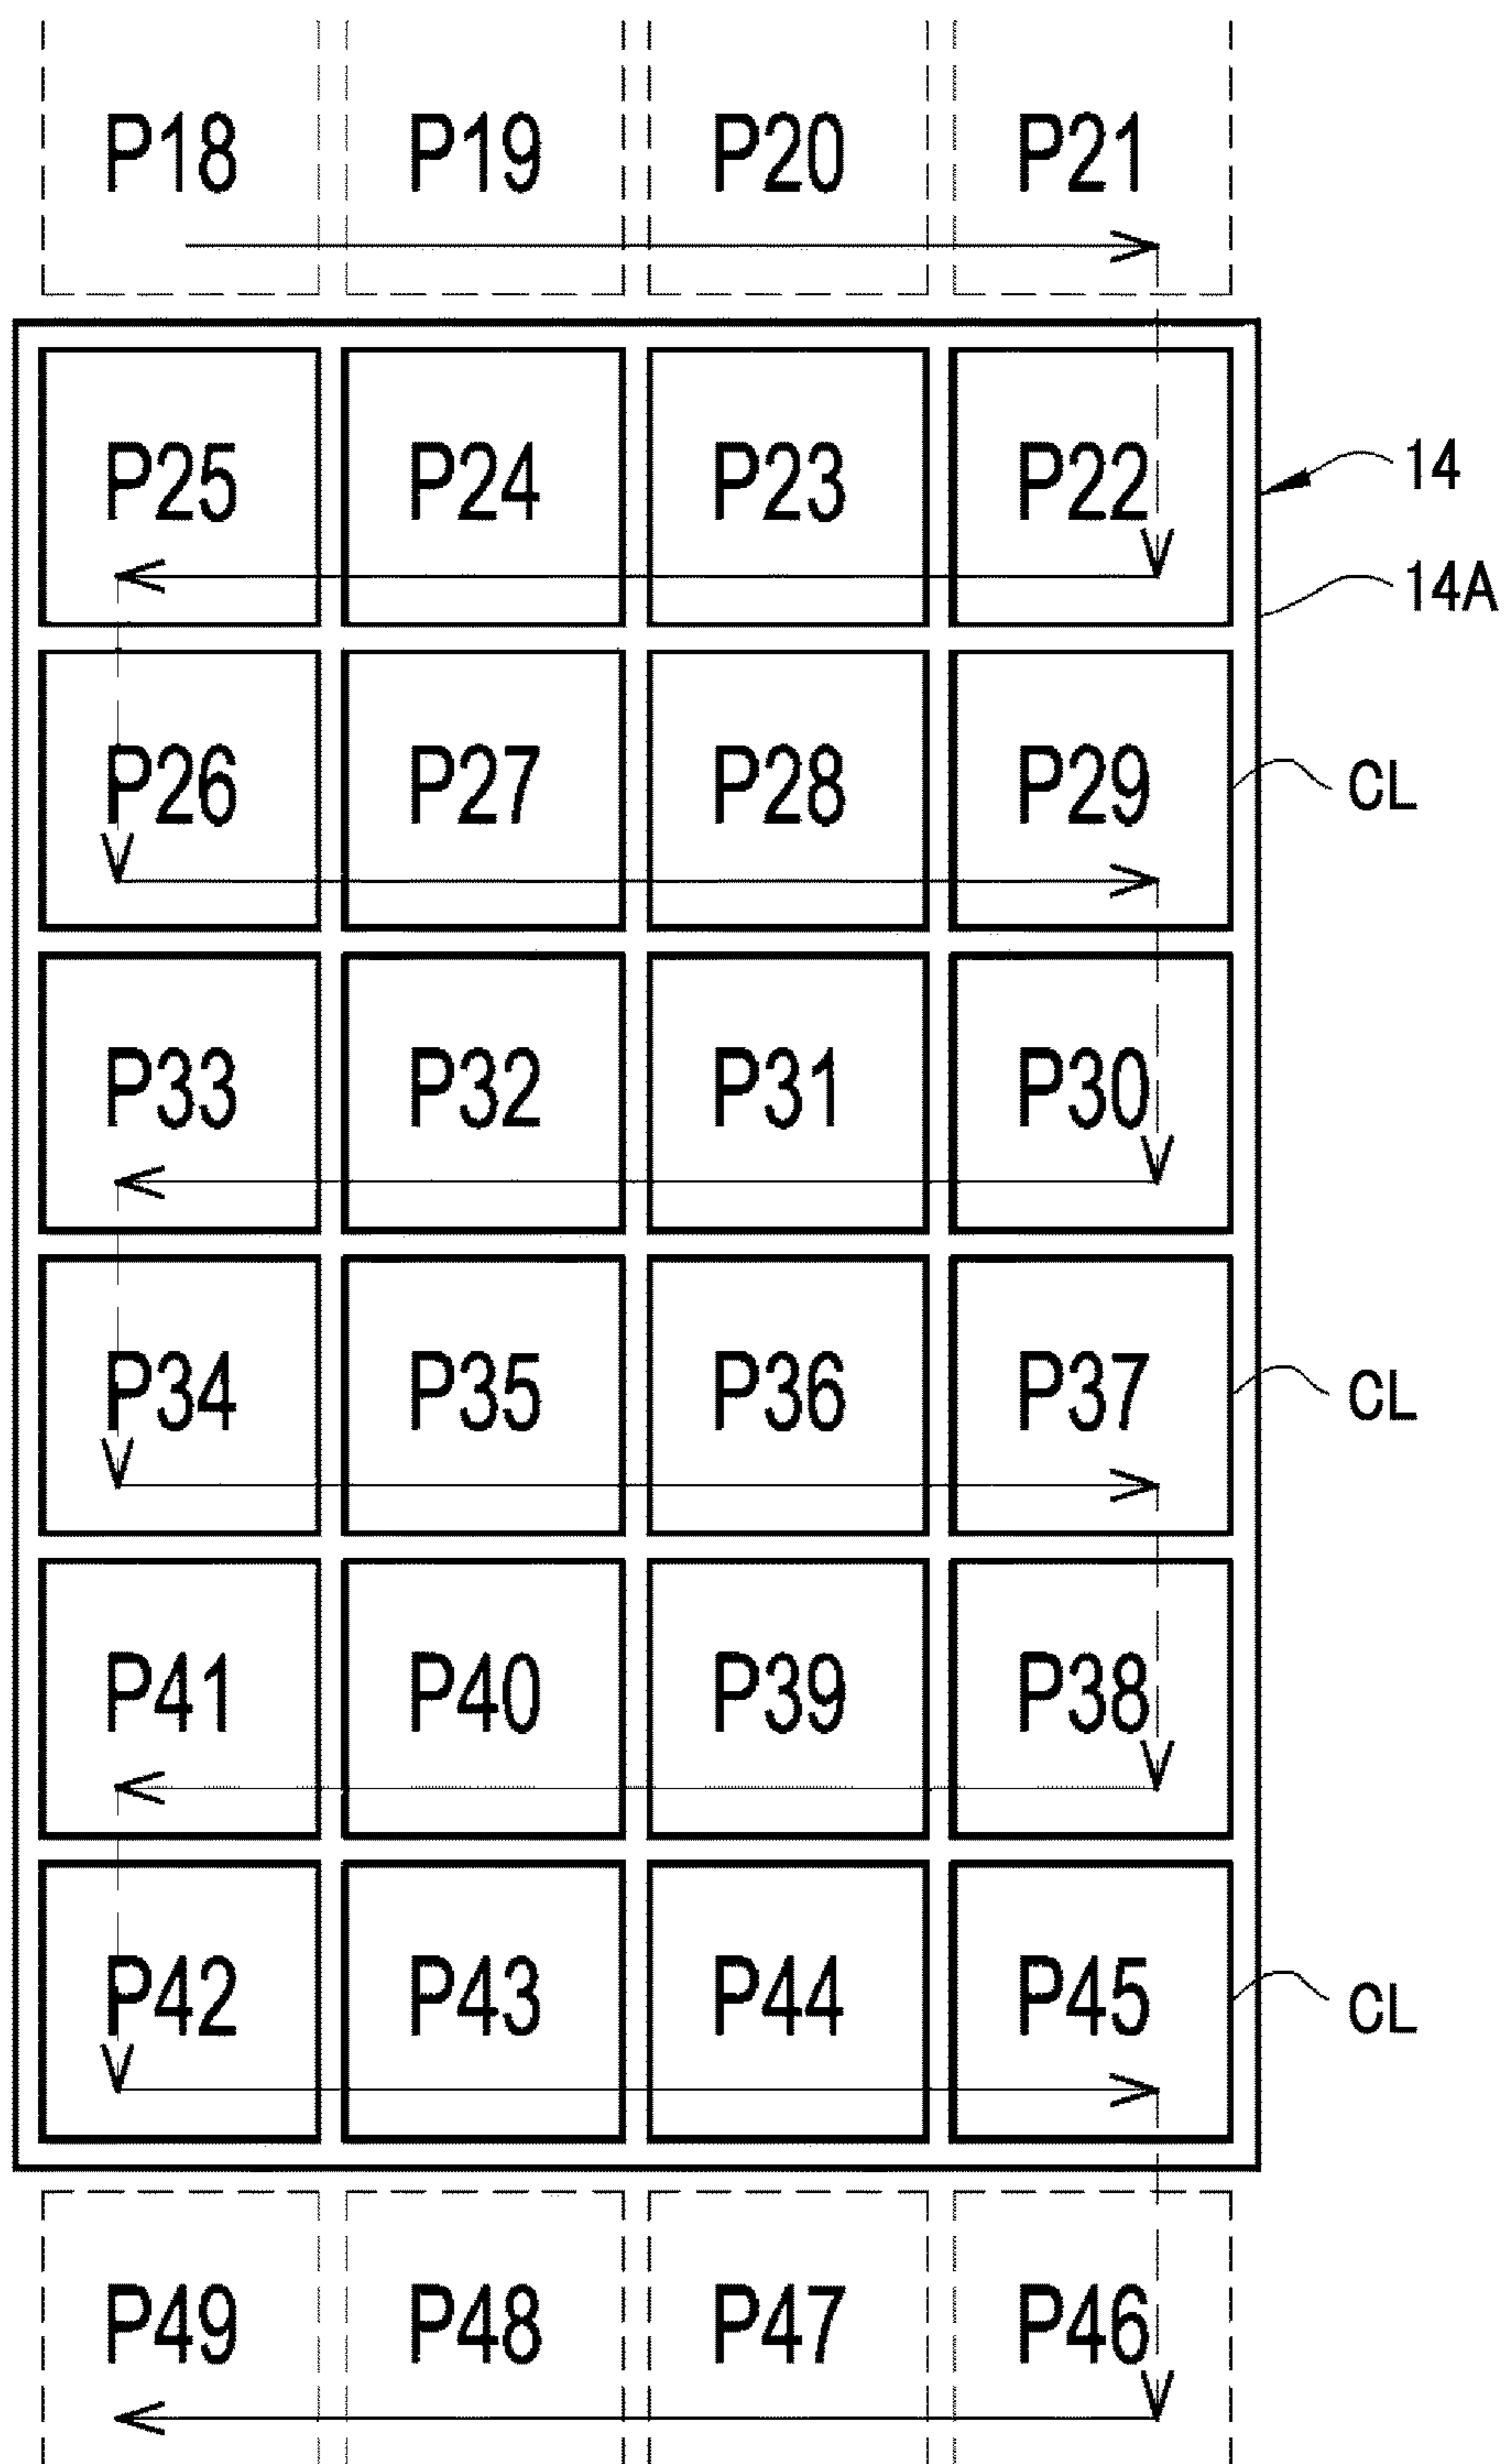 P18 P19 P20 P21
P25 P24 P23 P22
14
14A
P26 P27 P28 P29
CL
P33 P32 P31 P30
P34 P35 P36 P37
CL
P41 P40 P39 P38
P42 P43 P44 P45
CL
P49 P48 P47 P46